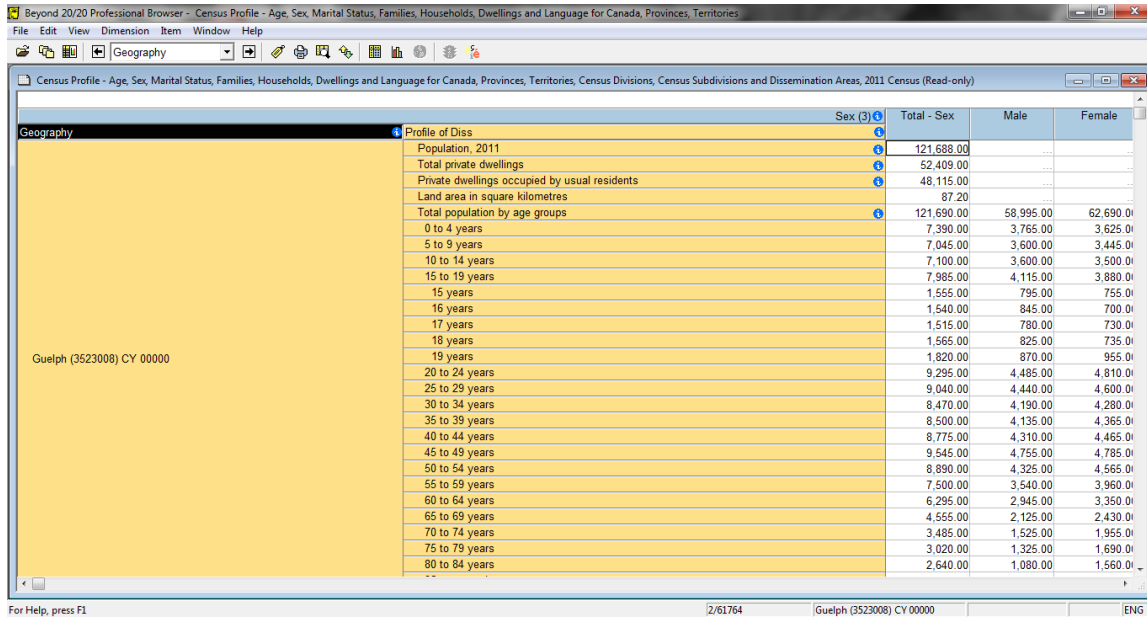 Beyond 20/20 Professional Browser - Census Profile - Age, Sex, Marital Status, Families, Households, Dwellings and Language for Canada, Provinces, Territories
File Edit View Dimension Item Window Help
Geography
Census Profile - Age, Sex, Marital Status, Families, Households, Dwellings and Language for Canada, Provinces, Territories, Census Divisions, Census Subdivisions and Dissemination Areas, 2011 Census (Read-only)
Sex (3) Total - Sex Male Female
Geography Profile of Diss
Population, 2011 121,688.00 ... ..
Total private dwellings 52,409.00 ... ..
Private dwellings occupied by usual residents 48,115.00 ... ..
Land area in square kilometres 87.20 ... ..
Total population by age groups 121,690.00 58,995.00 62,690.0
0 to 4 years 7,390.00 3,765.00 3,625.0
5 to 9 years 7,045.00 3,600.00 3,445.0
10 to 14 years 7,100.00 3,600.00 3,500.0
15 to 19 years 7,985.00 4,115.00 3,880.0
15 years 1,555.00 795.00 755.0
16 years 1,540.00 845.00 700.0
17 years 1,515.00 780.00 730.0
18 years 1,565.00 825.00 735.0
Guelph (3523008) CY 00000 19 years 1,820.00 870.00 955.0
20 to 24 years 9,295.00 4,485.00 4,810.0
25 to 29 years 9,040.00 4,440.00 4,600.0
30 to 34 years 8,470.00 4,190.00 4,280.0
35 to 39 years 8,500.00 4,135.00 4,365.0
40 to 44 years 8,775.00 4,310.00 4,465.0
45 to 49 years 9,545.00 4,755.00 4,785.0
50 to 54 years 8,890.00 4,325.00 4,565.0
55 to 59 years 7,500.00 3,540.00 3,960.0
60 to 64 years 6,295.00 2,945.00 3,350.0
65 to 69 years 4,555.00 2,125.00 2,430.0
70 to 74 years 3,485.00 1,525.00 1,955.0
75 to 79 years 3,020.00 1,325.00 1,690.0
80 to 84 years 2,640.00 1,080.00 1,560.0
For Help, press F1 2/61764 Guelph (3523008) CY 00000 ENG